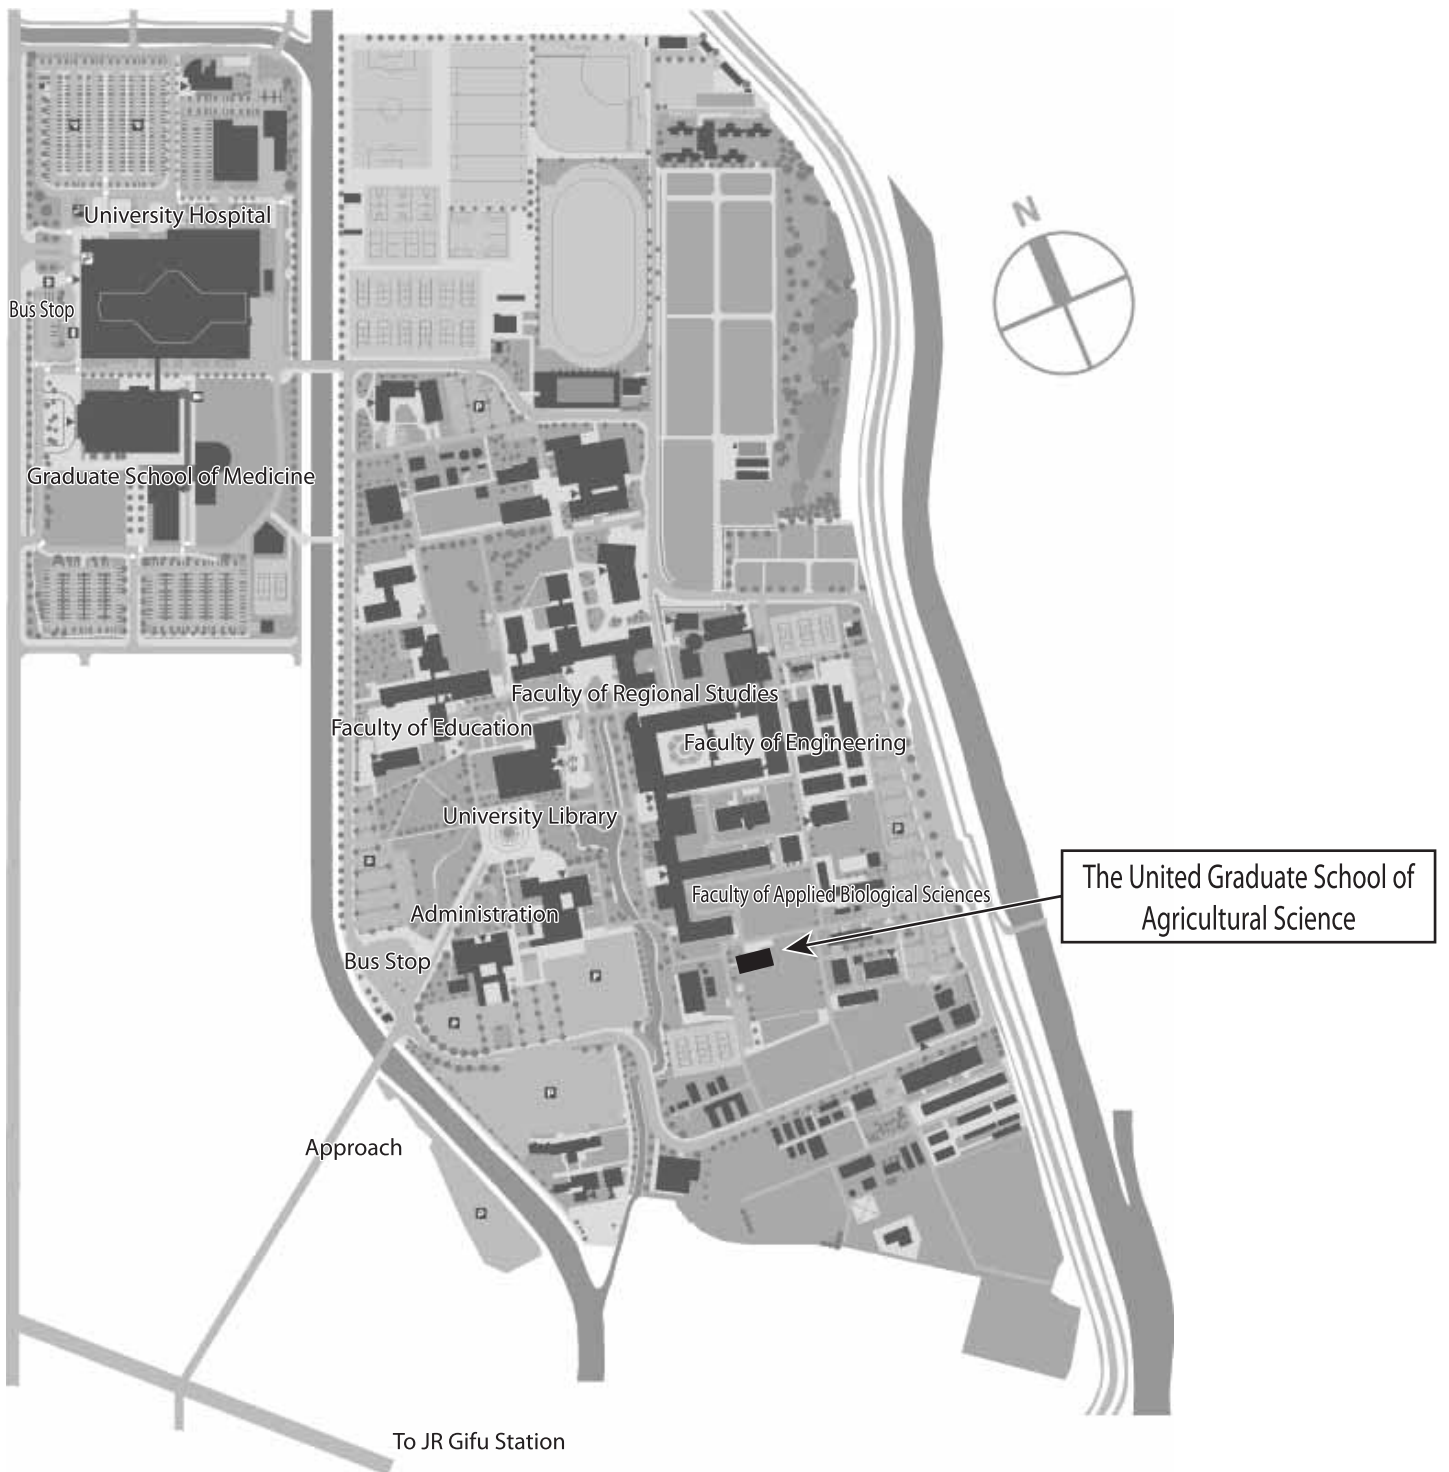 N
University Hospital
Bus Stop
Graduate School of Medicine
P
Faculty of Regional Studies
Faculty of Education
Faculty of Engineering
University Library
P
P
The United Graduate School of
Agricultural Science
Faculty of Applied Biological Sciences
Administration
Bus Stop
P
P
P
Approach
P
To JR Gifu Station